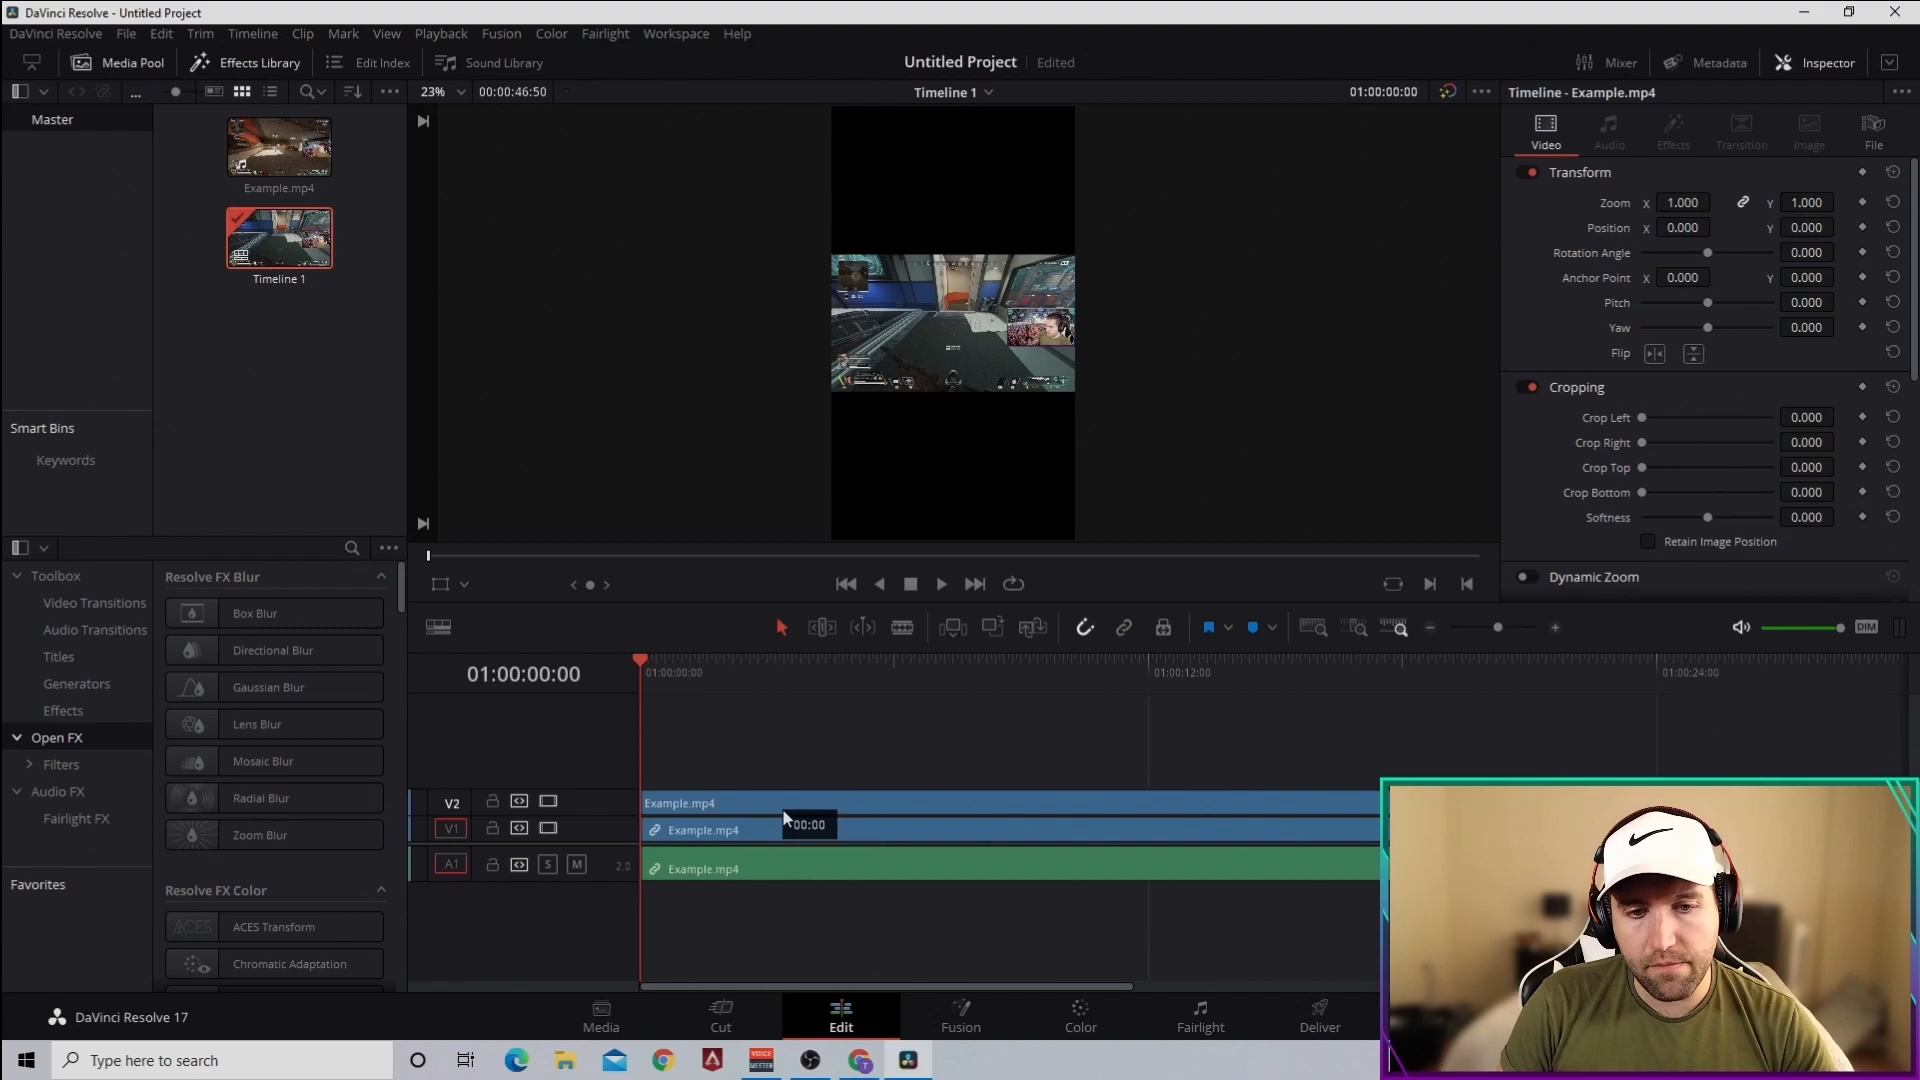 DaVinci Resolve - Untitled Project
DaVinci Resolve File Edit Trim Timeline Clip Mark View Playback Fusion Color Fairlight Workspace Help
Media Pool Effects Library Edit Index Sound Library Untitled Project Edited Mixer Metadata Inspector
... 23% 00:00:46:50 Timeline 1 01:00:00:00 Timeline - Example.mp4
Master
Example.mp4
Timeline 1
Smart Bins
Keywords
Video Audio Effects Transition Image File
Transform
Zoom X 1.000 Y 1.000
Position X 0.000 Y 0.000
Rotation Angle 0.000
Anchor Point X 0.000 Y 0.000
Pitch 0.000
Yaw 0.000
Flip
Cropping
Crop Left 0.000
Crop Right 0.000
Crop Top 0.000
Crop Bottom 0.000
Softness 0.000
Retain Image Position
Dynamic Zoom
Toolbox
Video Transitions
Audio Transitions
Titles
Generators
Effects
Open FX
Filters
Audio FX
Fairlight FX
Favorites
Resolve FX Blur
Box Blur
Directional Blur
Gaussian Blur
Lens Blur
Mosaic Blur
Radial Blur
Zoom Blur
Resolve FX Color
ACES ACES Transform
Chromatic Adaptation
DIM
01:00:00:00 01:00:00:00 01:00:12:00 01:00:24:00
V2 Example.mp4
V1 Example.mp4 00:00
A1 S M 2.0 Example.mp4
DaVinci Resolve 17 Media Cut Edit Fusion Color Fairlight Deliver
Type here to search
VOICE MEETER
T